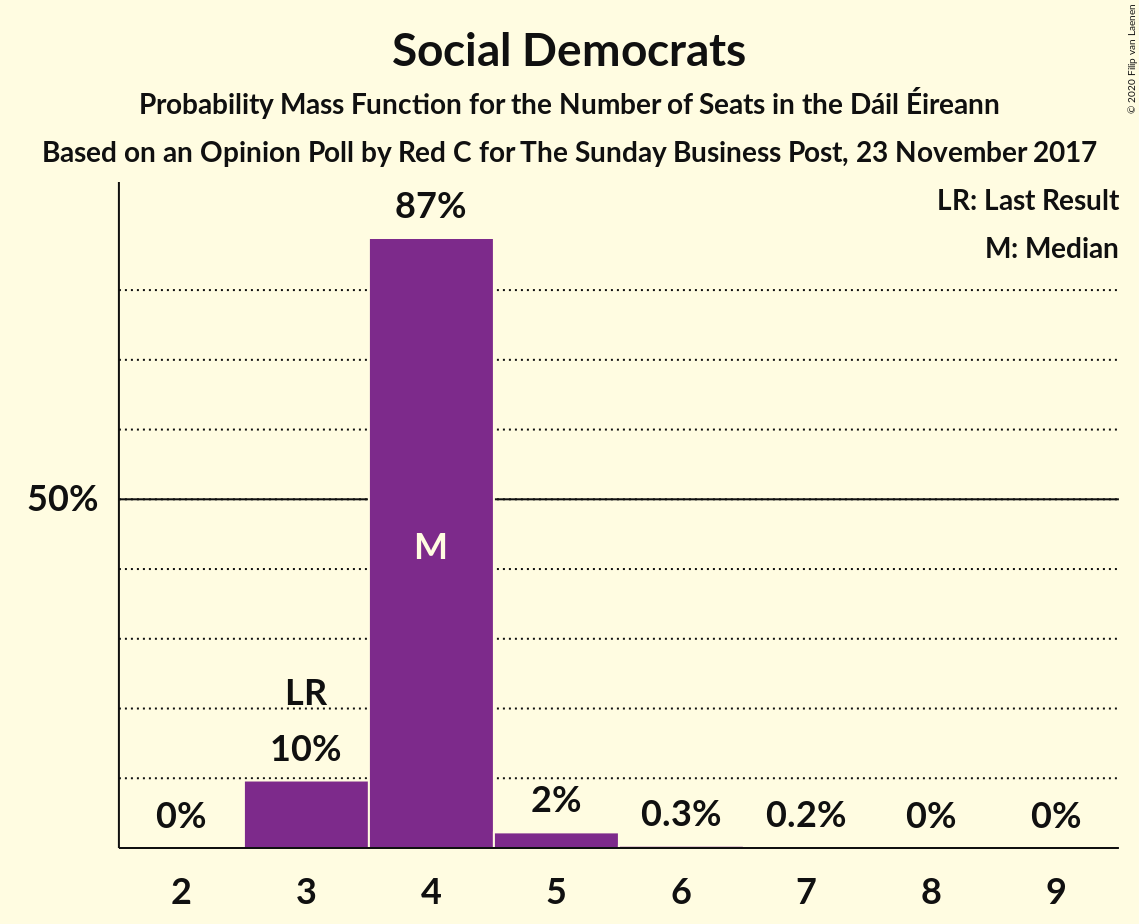 Social Democrats
Probability Mass Function for the Number of Seats in the Dáil Éireann
Based on an Opinion Poll by Red C for The Sunday Business Post, 23 November 2017
© 2020 Filip van Laenen
LR: Last Result
M: Median
87%
50%
M
LR
10%
0%
2%
0.3%
0.2%
0%
0%
2 3 4 5 6 7 8 9